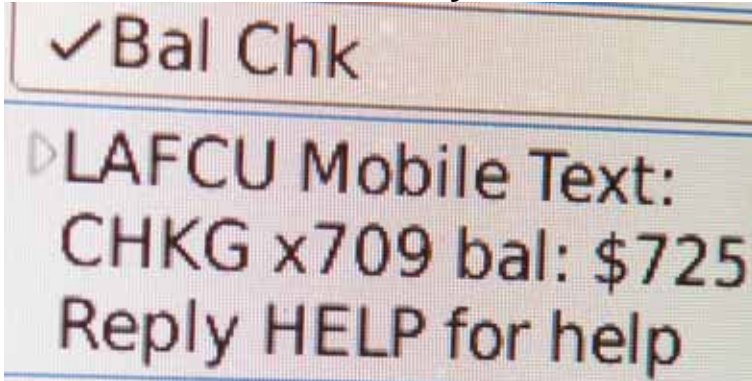 ✓Bal Chk
LAFCU Mobile Text:
CHKG x709 bal: $725
Reply HELP for help